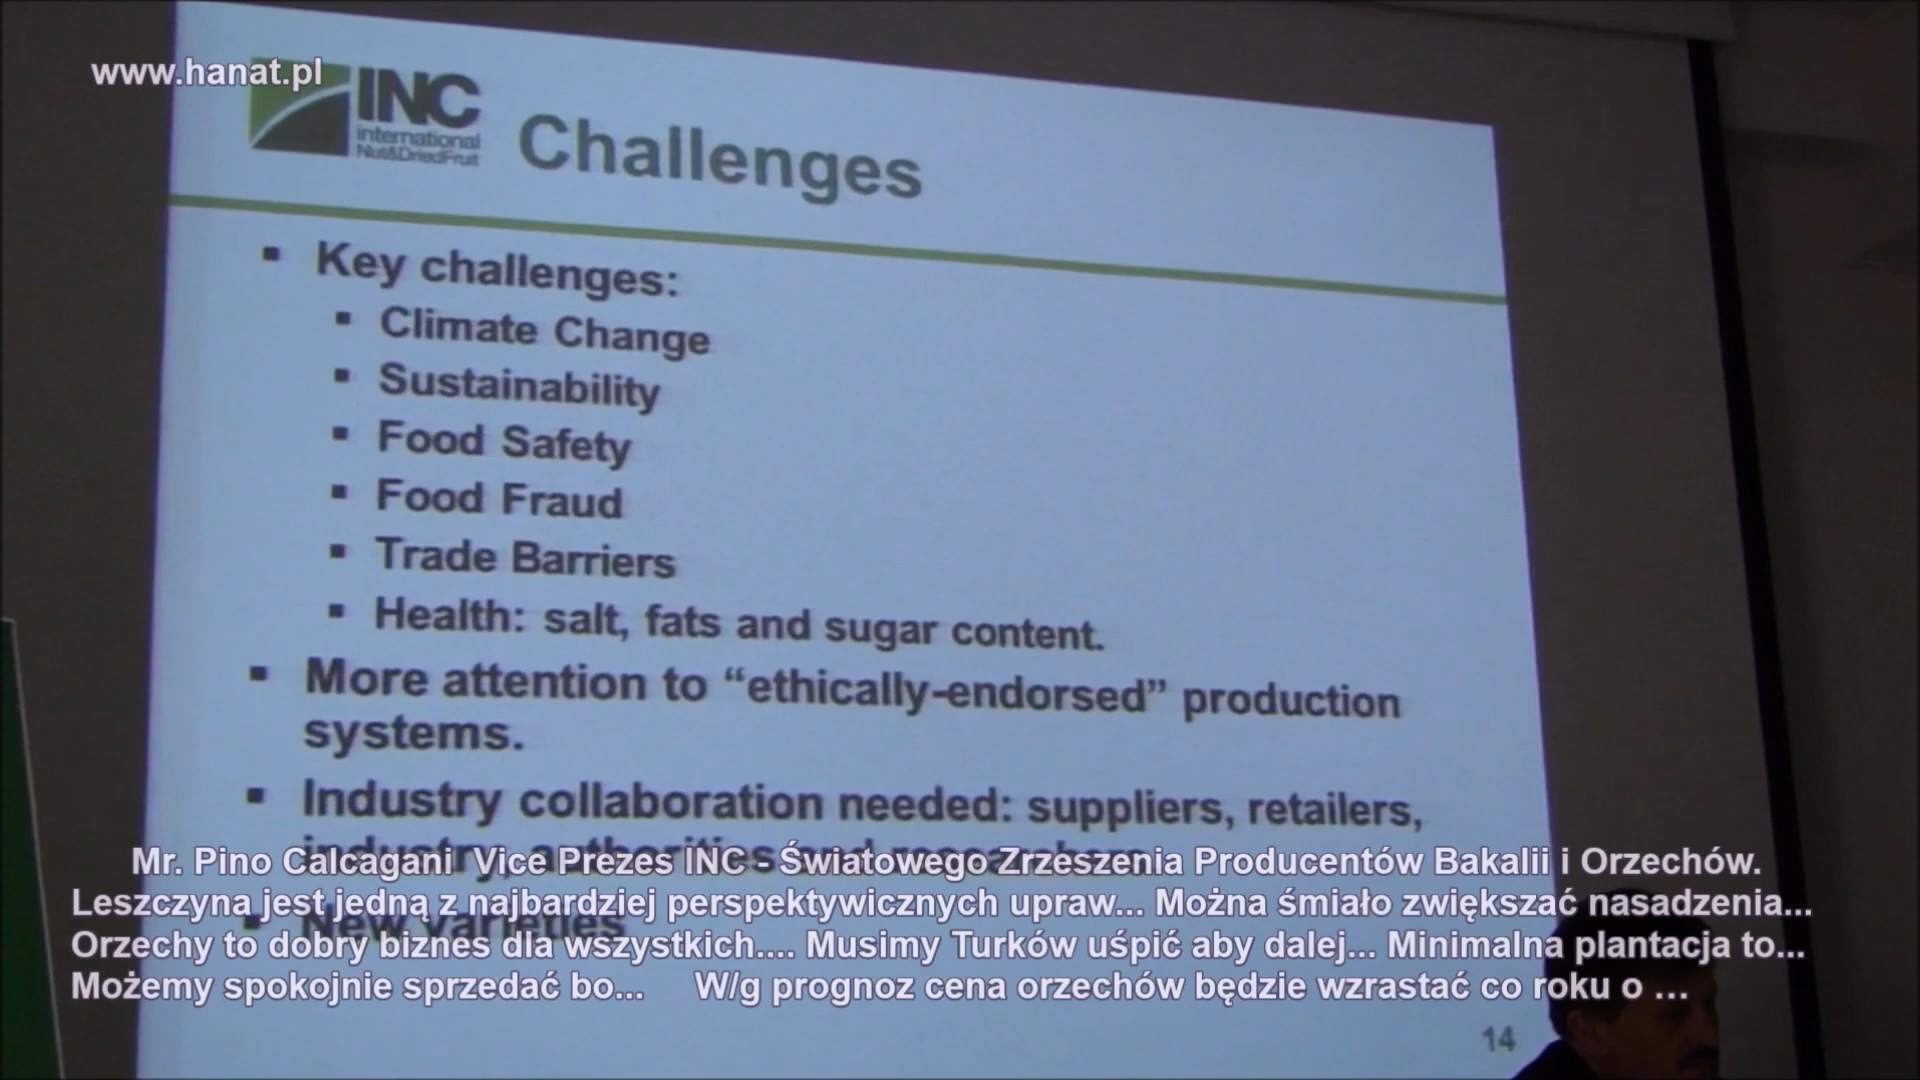 www.hanat.pl
INC
international
Nut&DriedFruit
Challenges
▪ Key challenges:
▪ Climate Change
▪ Sustainability
▪ Food Safety
▪ Food Fraud
▪ Trade Barriers
▪ Health: salt, fats and sugar content.
▪ More attention to “ethically-endorsed” production
systems.
▪ Industry collaboration needed: suppliers, retailers,
industry, authorities and researchers
▪ New varieties
Mr. Pino Calcagani Vice Prezes INC - Światowego Zrzeszenia Producentów Bakalii i Orzechów.
Leszczyna jest jedną z najbardziej perspektywicznych upraw... Można śmiało zwiększać nasadzenia...
Orzechy to dobry biznes dla wszystkich.... Musimy Turków uśpić aby dalej... Minimalna plantacja to...
Możemy spokojnie sprzedać bo... W/g prognoz cena orzechów będzie wzrastać co roku o ...
14